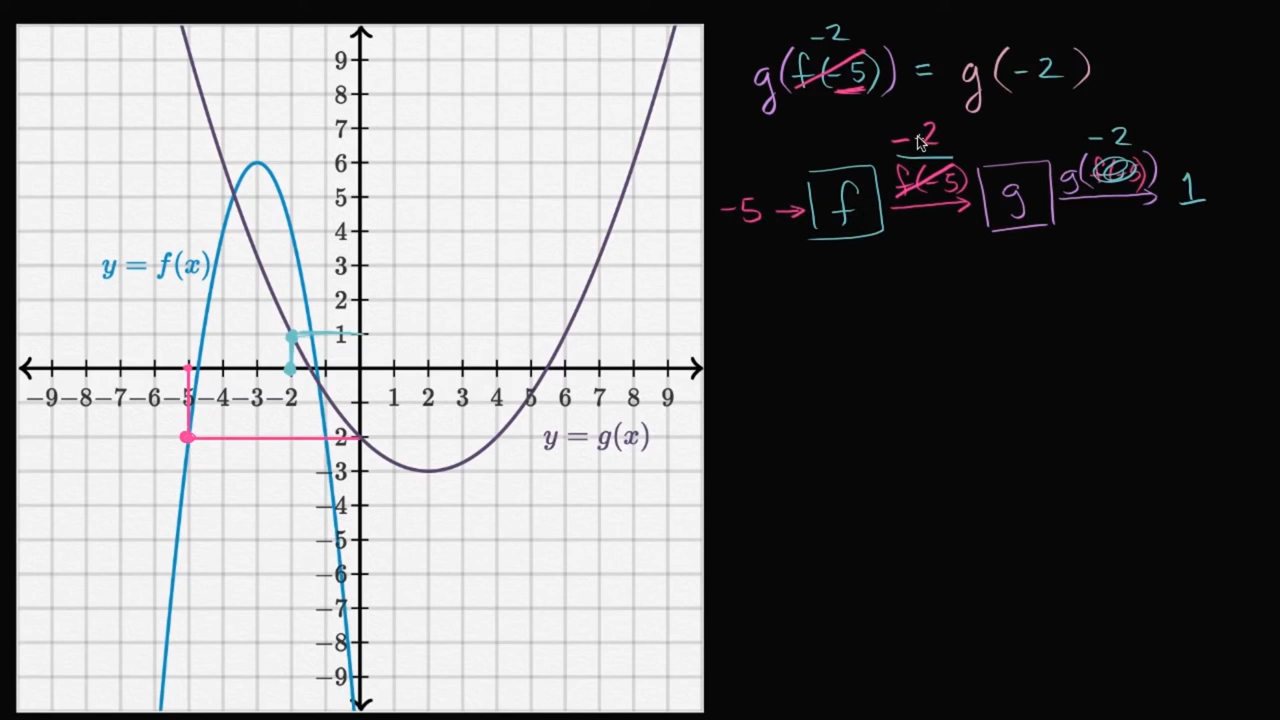 -2
g(f(-5)) = g(-2)
-2 -2
f(-5) g(f(-5))
-5 → f g 1
9
8
7
6
5
4
y = f(x) 3
2
1
−9 −8 −7 −6 −5 −4 −3 −2 1 2 3 4 5 6 7 8 9
−2 y = g(x)
−3
−4
−5
−6
−7
−8
−9